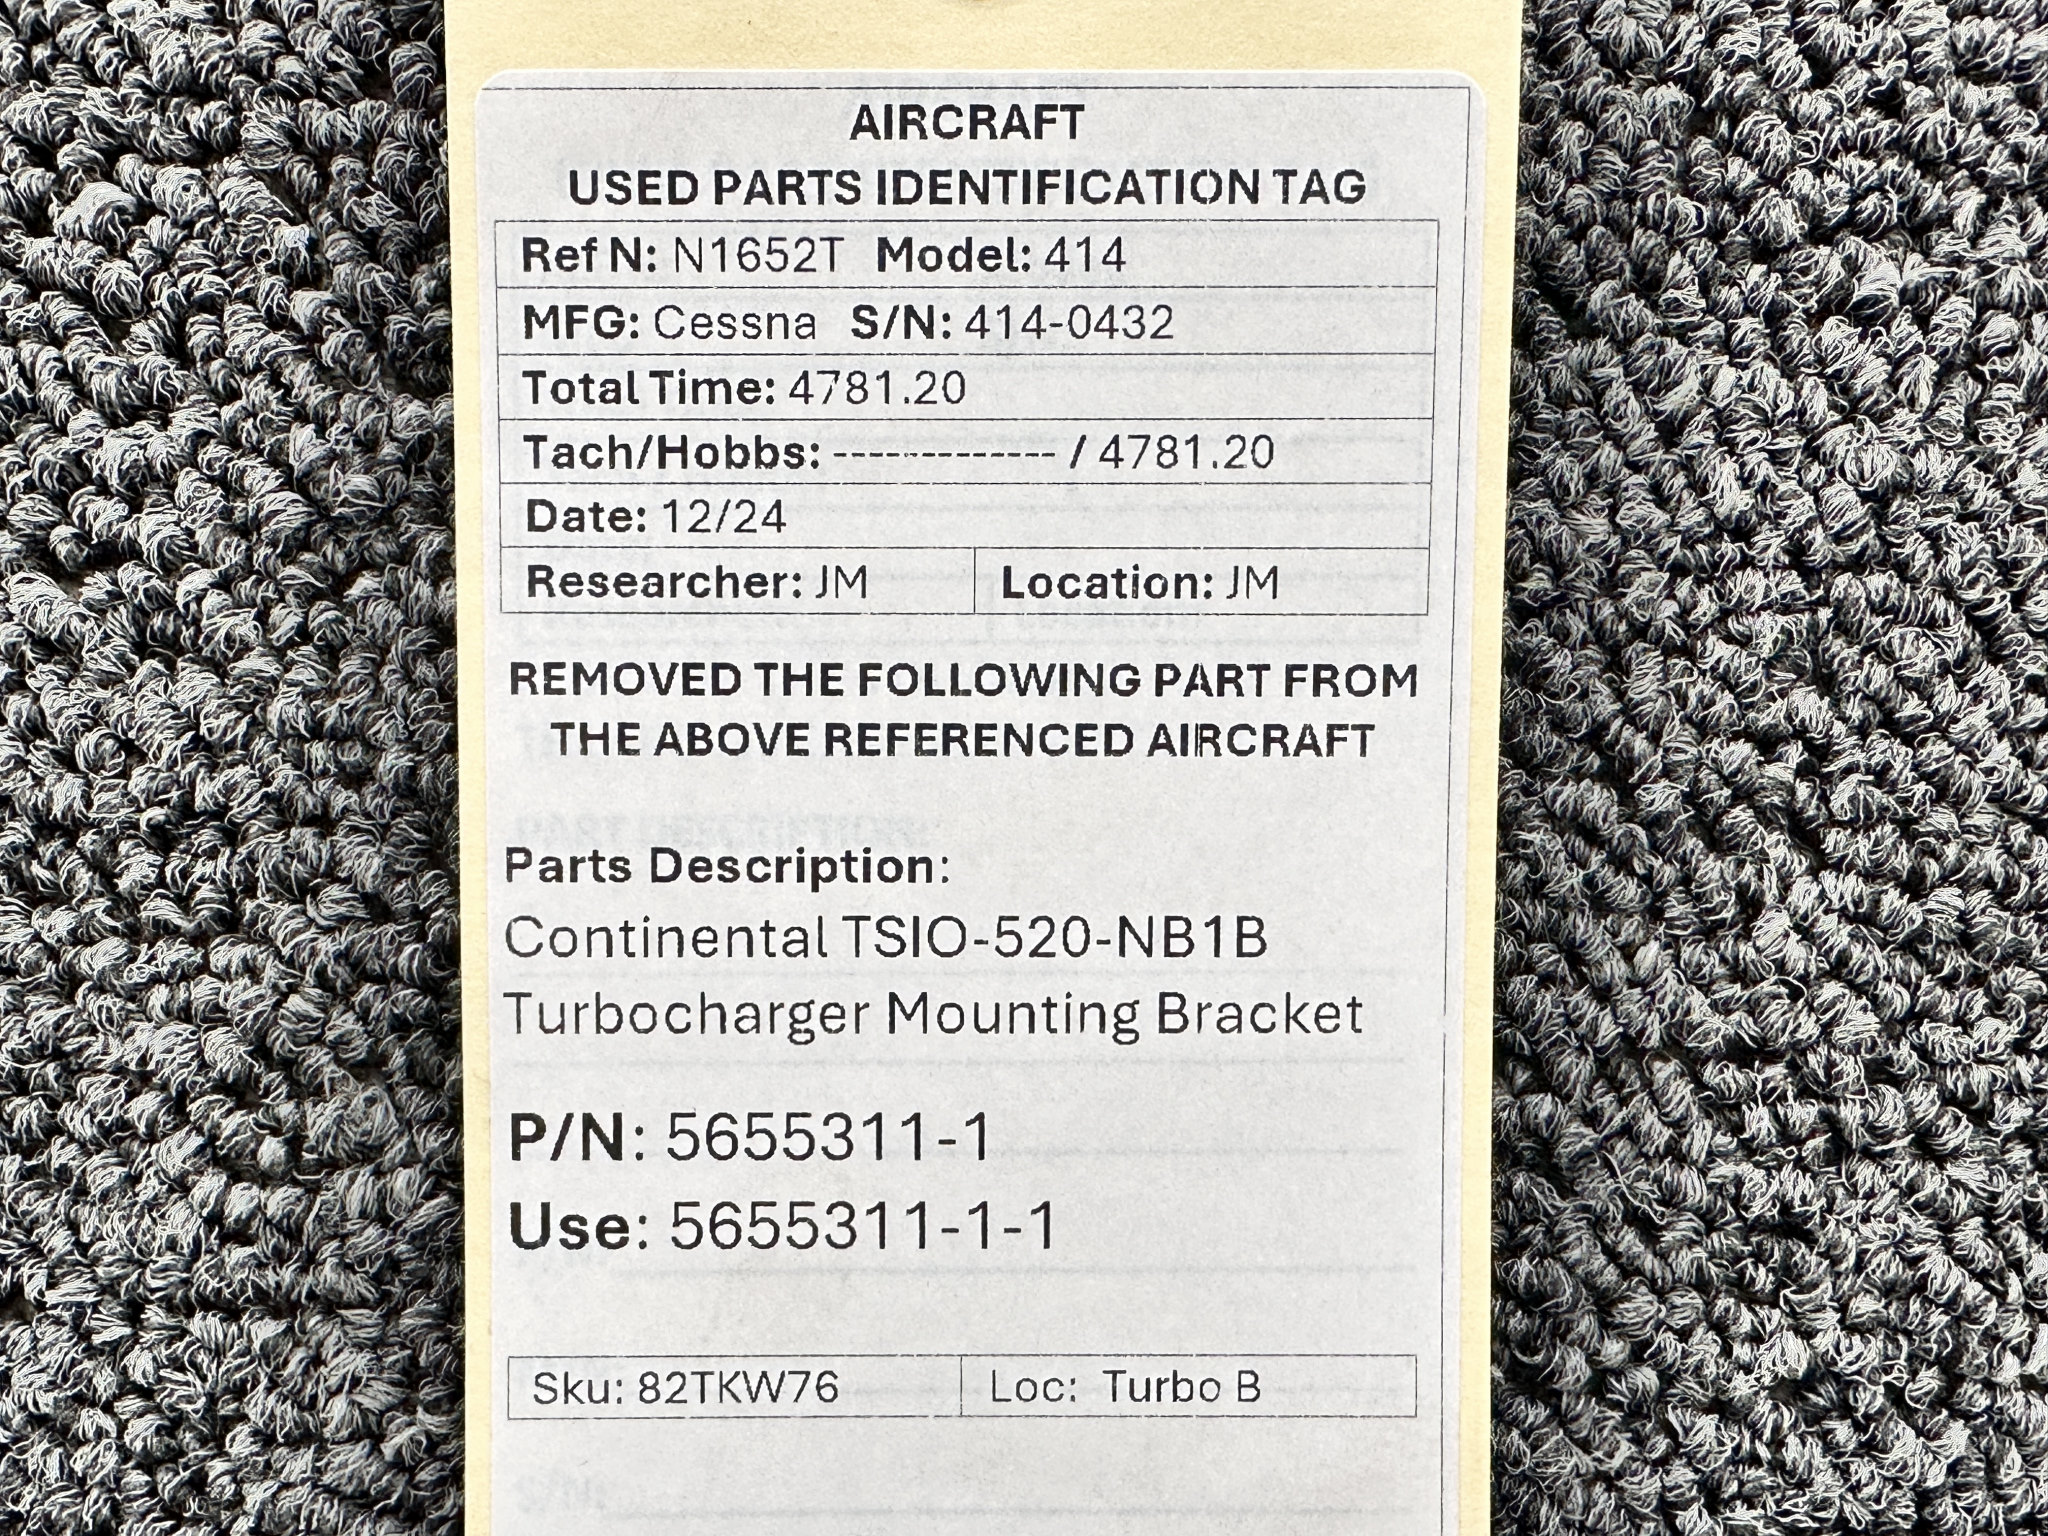 AIRCRAFT
USED PARTS IDENTIFICATION TAG
Ref N: N1652T Model: 414
MFG: Cessna S/N: 414-0432
Total Time: 4781.20
Tach/Hobbs: ------------- / 4781.20
Date: 12/24
Researcher: JM Location: JM
REMOVED THE FOLLOWING PART FROM
THE ABOVE REFERENCED AIRCRAFT
Parts Description:
Continental TSIO-520-NB1B
Turbocharger Mounting Bracket
P/N: 5655311-1
Use: 5655311-1-1
Sku: 82TKW76 Loc: Turbo B